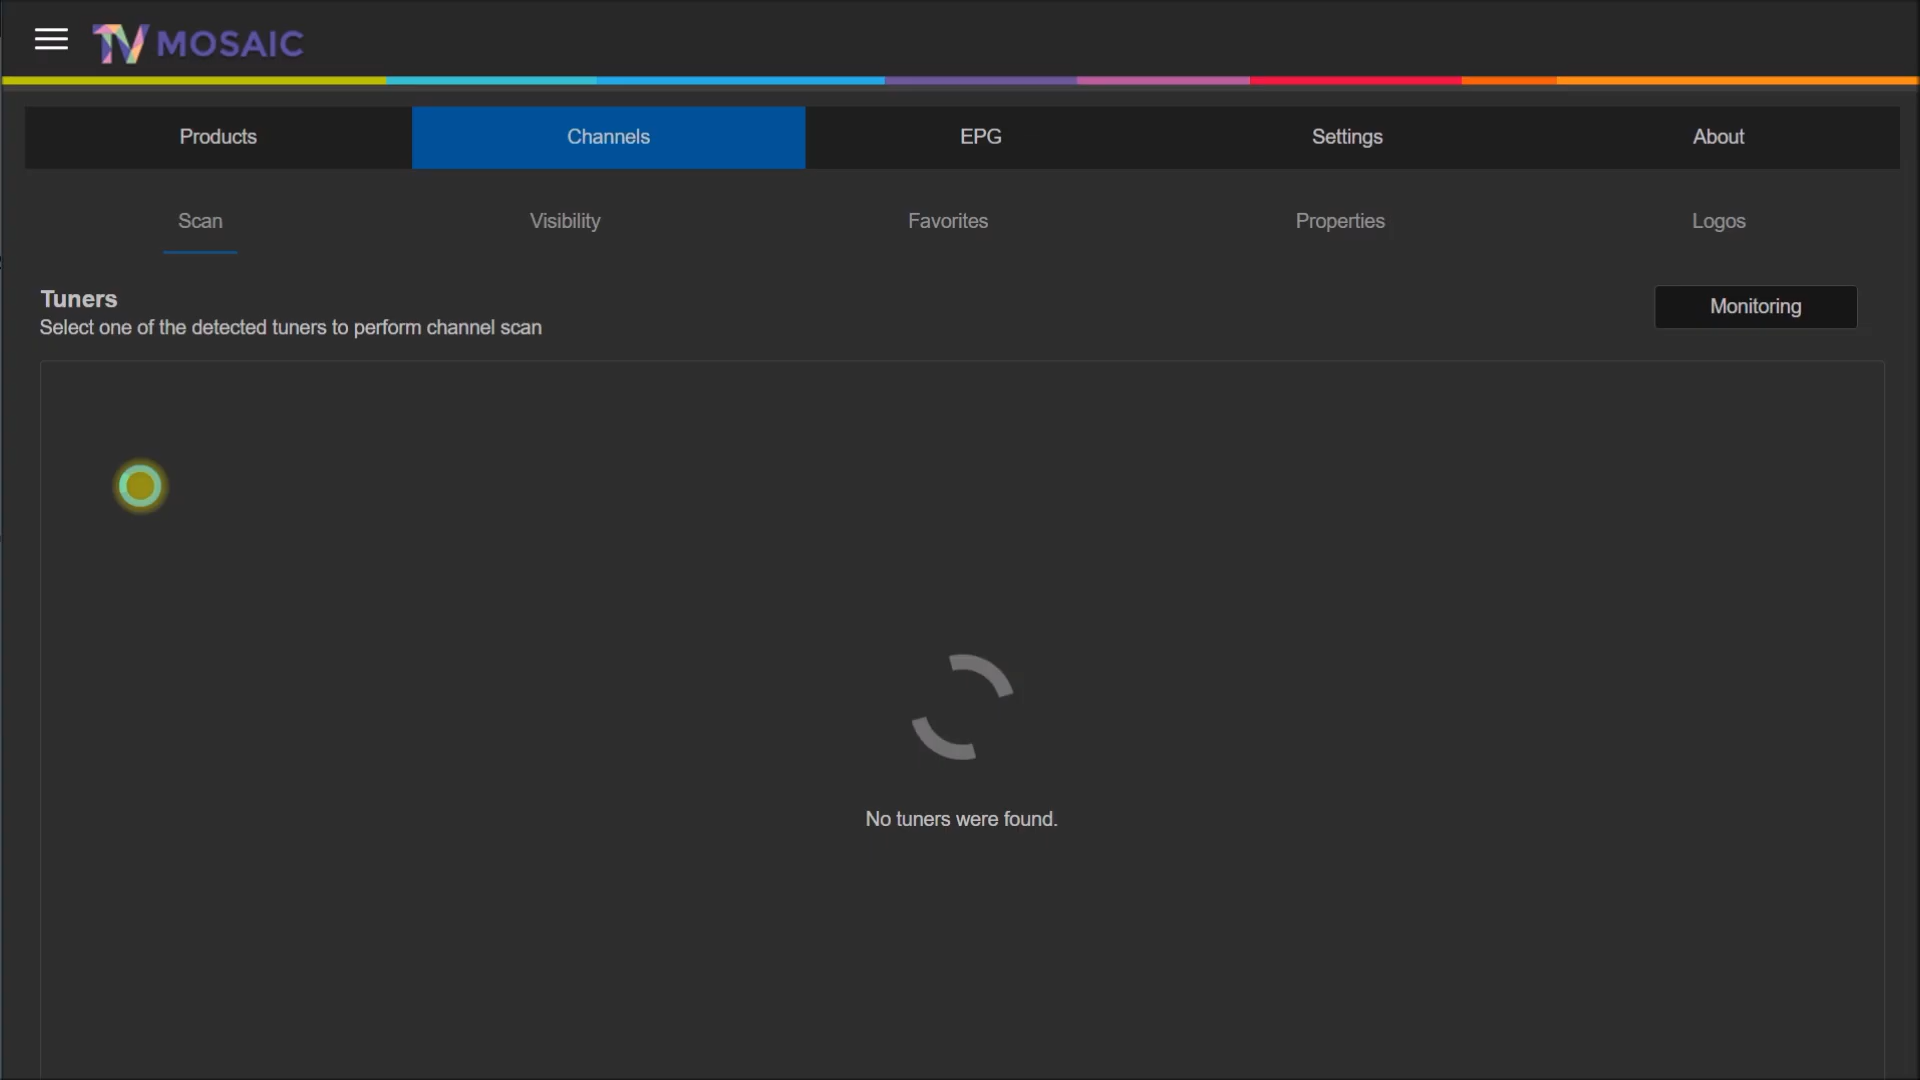 TV MOSAIC
Products
Channels
EPG
Settings
About
Scan
Visibility
Favorites
Properties
Logos
Tuners
Select one of the detected tuners to perform channel scan
Monitoring
No tuners were found.